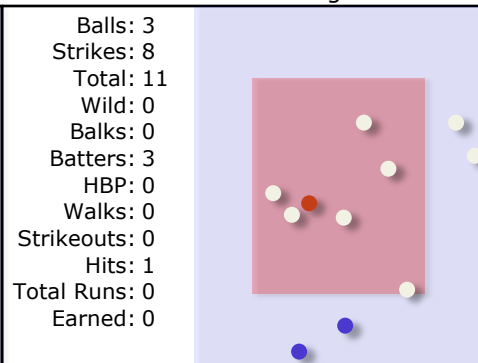 Balls: 3
Strikes: 8
Total: 11
Wild: 0
Balks: 0
Batters: 3
HBP: 0
Walks: 0
Strikeouts: 0
Hits: 1
Total Runs: 0
Earned: 0